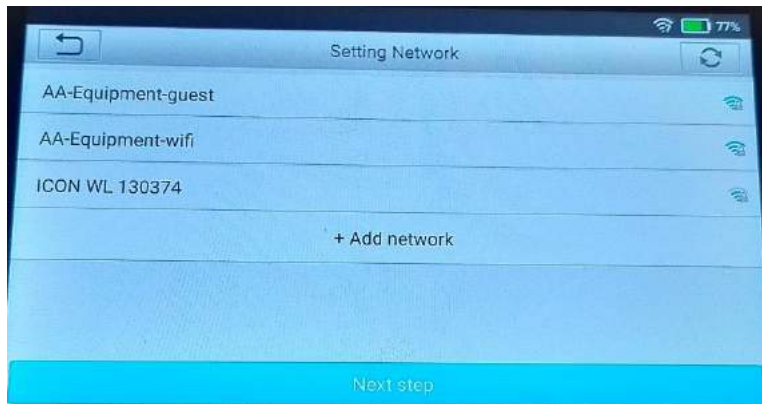 77%
Setting Network
AA-Equipment-guest
AA-Equipment-wifi
ICON WL 130374
+ Add network
Next step